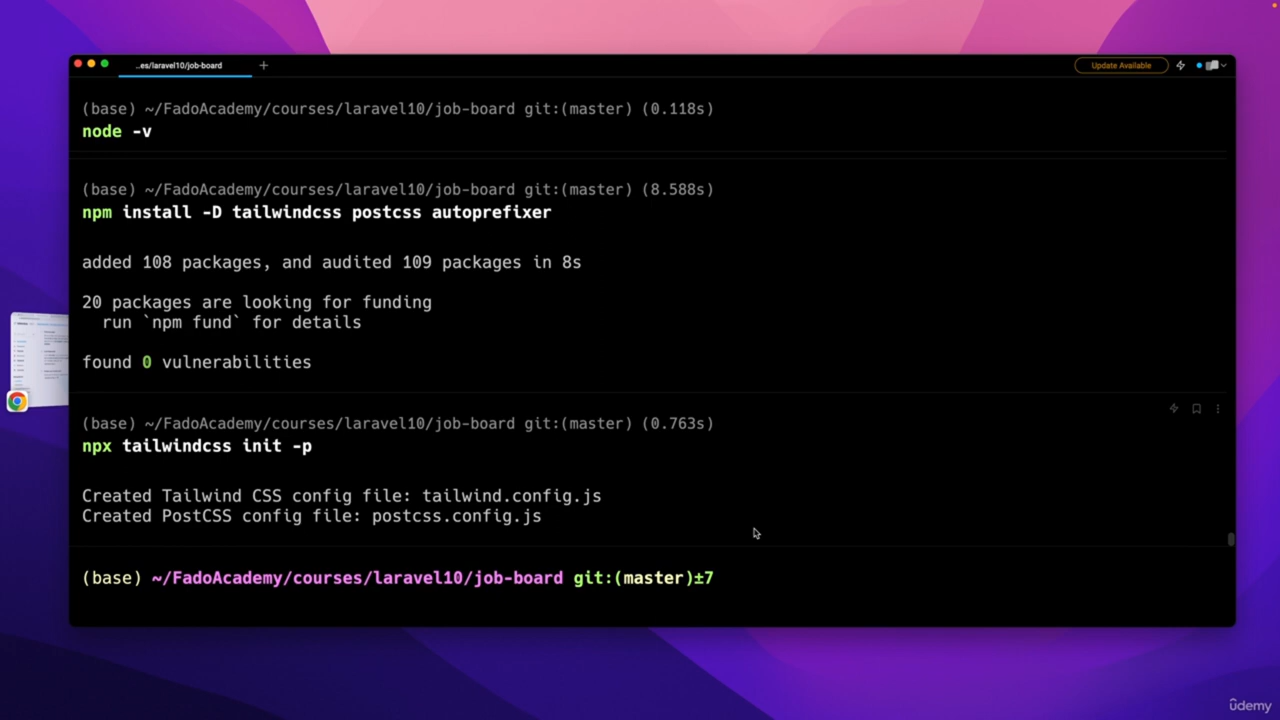 ..es/laravel10/job-board
Update Available
(base) ~/FadoAcademy/courses/laravel10/job-board git:(master) (0.118s)
node -v
(base) ~/FadoAcademy/courses/laravel10/job-board git:(master) (8.588s)
npm install -D tailwindcss postcss autoprefixer
added 108 packages, and audited 109 packages in 8s
20 packages are looking for funding
run `npm fund` for details
found 0 vulnerabilities
(base) ~/FadoAcademy/courses/laravel10/job-board git:(master) (0.763s)
npx tailwindcss init -p
Created Tailwind CSS config file: tailwind.config.js
Created PostCSS config file: postcss.config.js
(base) ~/FadoAcademy/courses/laravel10/job-board git:(master)±7
ûdemy